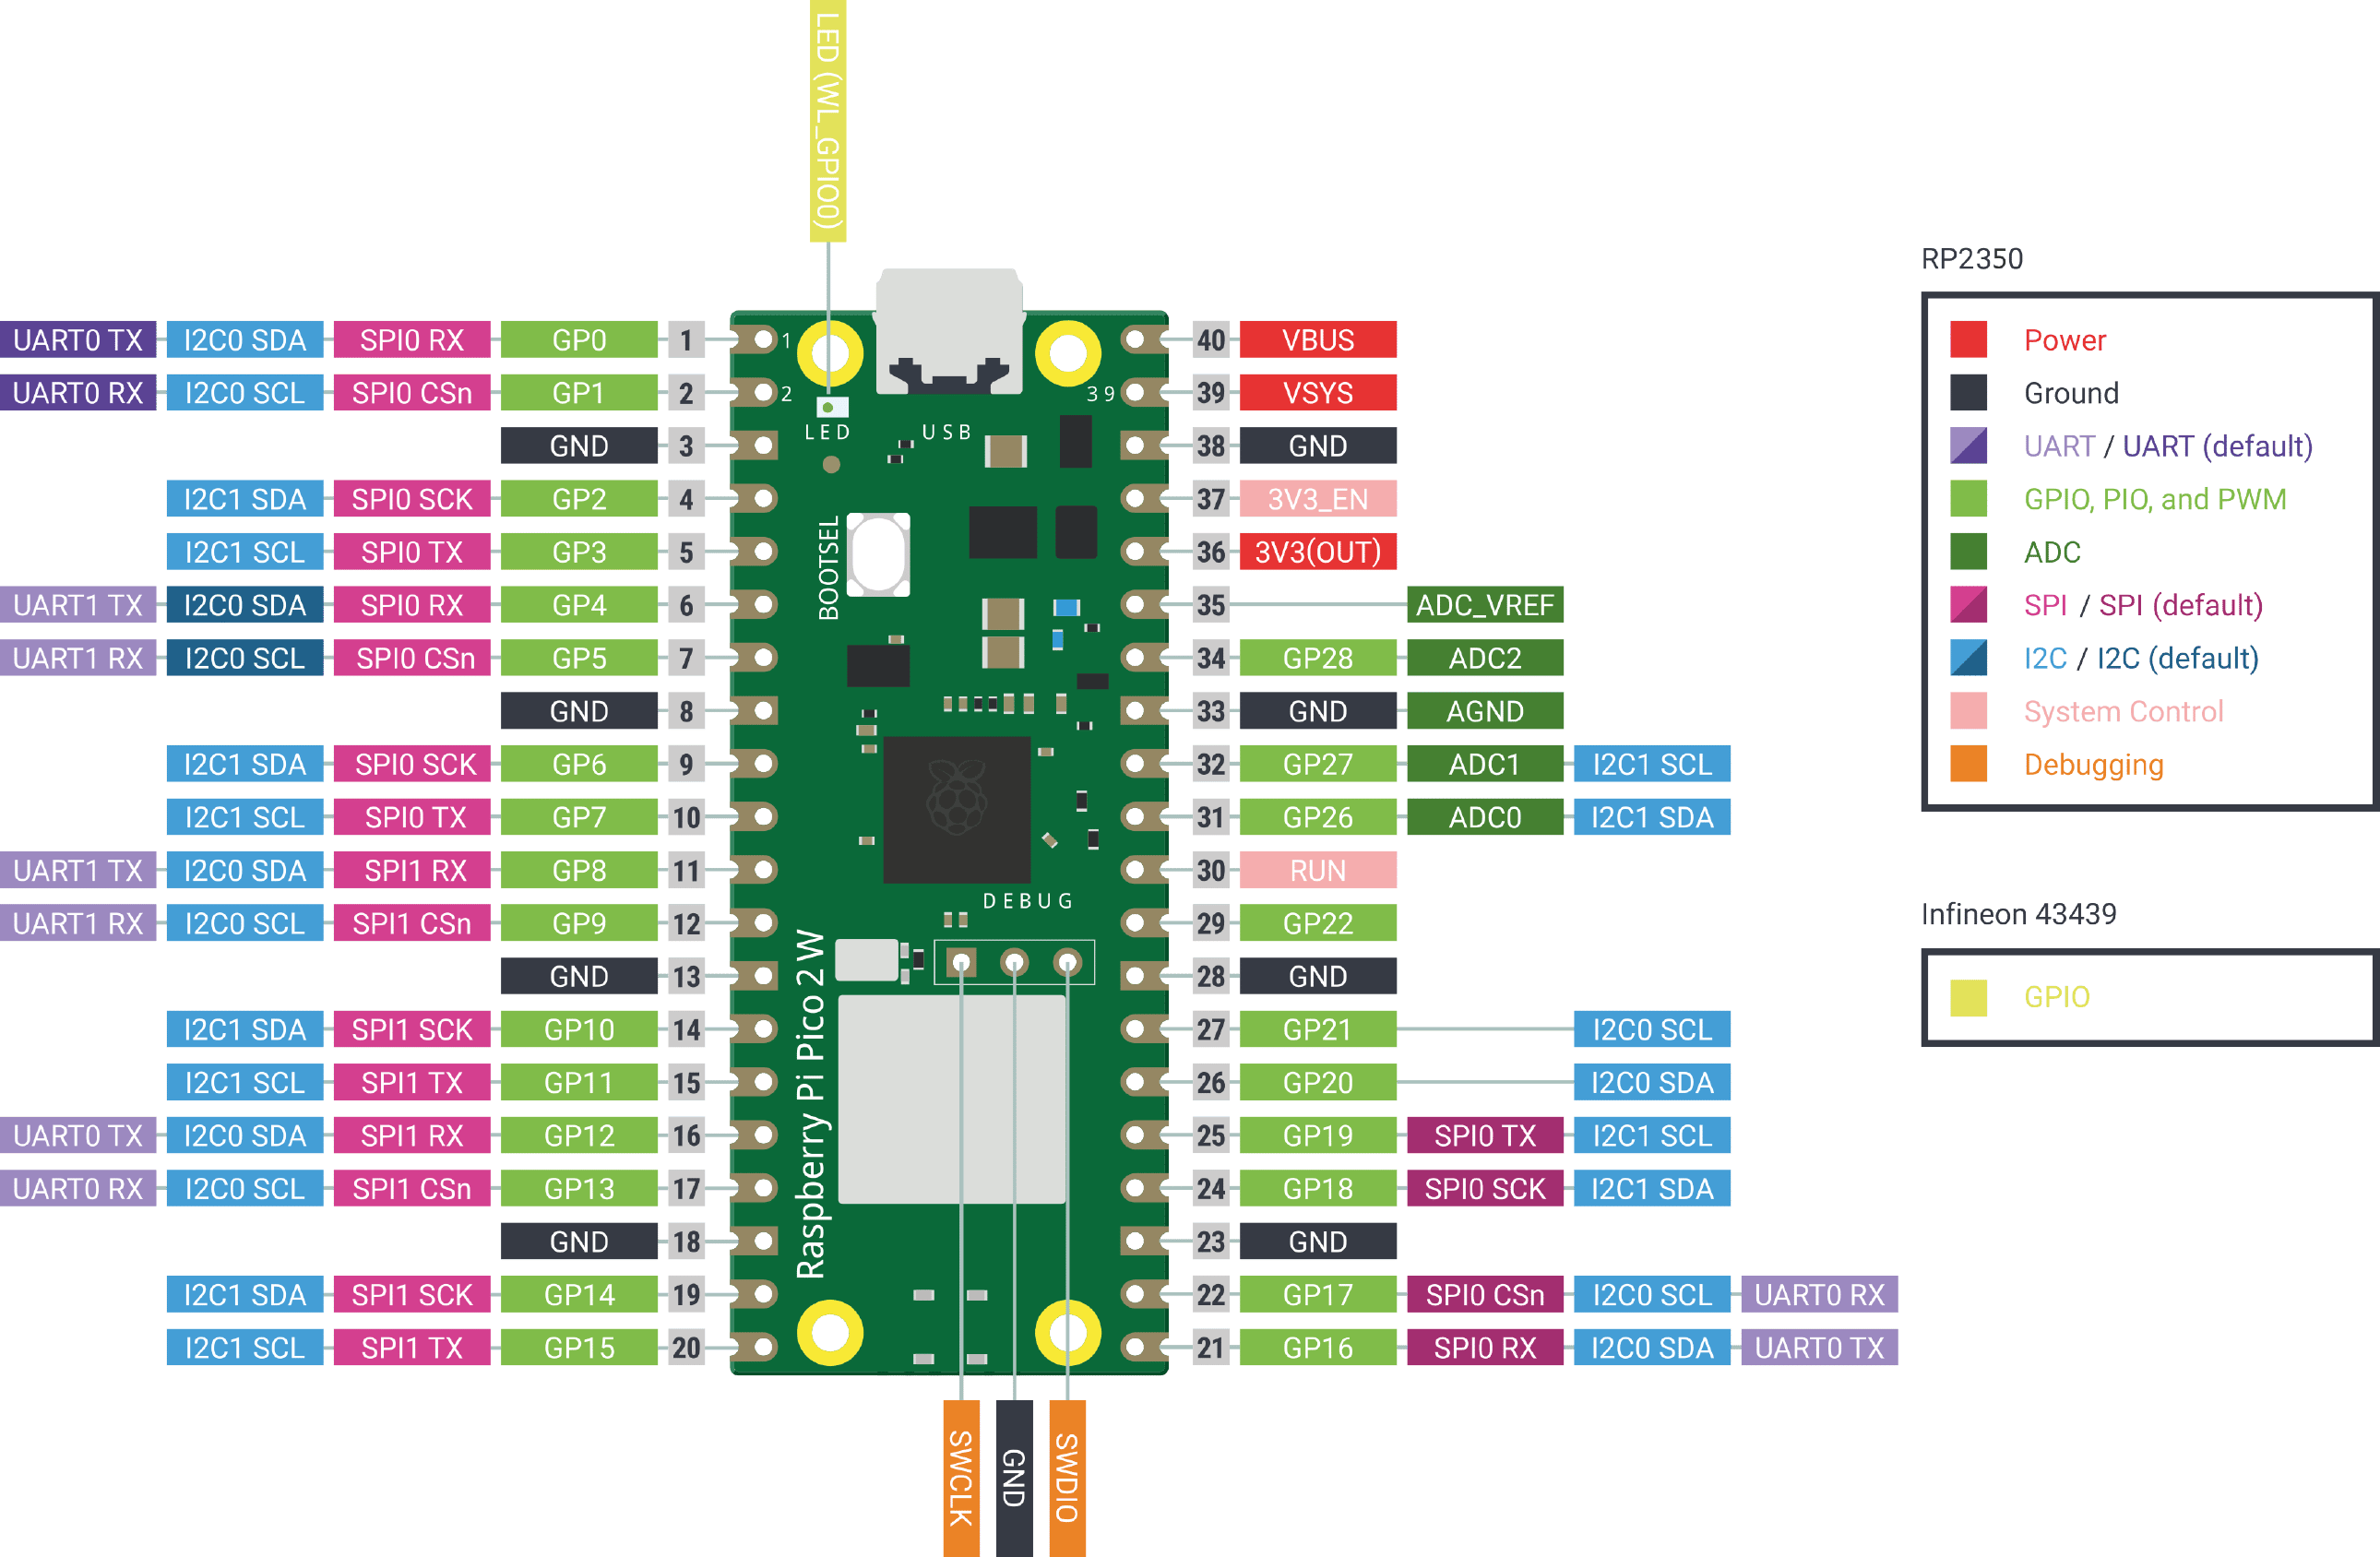 LED (WL_GPIO0)
UART0 TX I2C0 SDA SPI0 RX GP0 1 1 40 VBUS
UART0 RX I2C0 SCL SPI0 CSn GP1 2 2 39 39 VSYS
GND 3 LED USB 38 GND
I2C1 SDA SPI0 SCK GP2 4 37 3V3_EN
I2C1 SCL SPI0 TX GP3 5 36 3V3(OUT)
BOOTSEL
UART1 TX I2C0 SDA SPI0 RX GP4 6 35 ADC_VREF
UART1 RX I2C0 SCL SPI0 CSn GP5 7 34 GP28 ADC2
GND 8 33 GND AGND
I2C1 SDA SPI0 SCK GP6 9 32 GP27 ADC1 I2C1 SCL
I2C1 SCL SPI0 TX GP7 10 31 GP26 ADC0 I2C1 SDA
UART1 TX I2C0 SDA SPI1 RX GP8 11 30 RUN
DEBUG
UART1 RX I2C0 SCL SPI1 CSn GP9 12 29 GP22
GND 13 28 GND
I2C1 SDA SPI1 SCK GP10 14 27 GP21 I2C0 SCL
I2C1 SCL SPI1 TX GP11 15 26 GP20 I2C0 SDA
Raspberry Pi Pico 2 W
UART0 TX I2C0 SDA SPI1 RX GP12 16 25 GP19 SPI0 TX I2C1 SCL
UART0 RX I2C0 SCL SPI1 CSn GP13 17 24 GP18 SPI0 SCK I2C1 SDA
GND 18 23 GND
I2C1 SDA SPI1 SCK GP14 19 22 GP17 SPI0 CSn I2C0 SCL UART0 RX
I2C1 SCL SPI1 TX GP15 20 21 GP16 SPI0 RX I2C0 SDA UART0 TX
SWCLK GND SWDIO
RP2350
Power
Ground
UART / UART (default)
GPIO, PIO, and PWM
ADC
SPI / SPI (default)
I2C / I2C (default)
System Control
Debugging
Infineon 43439
GPIO